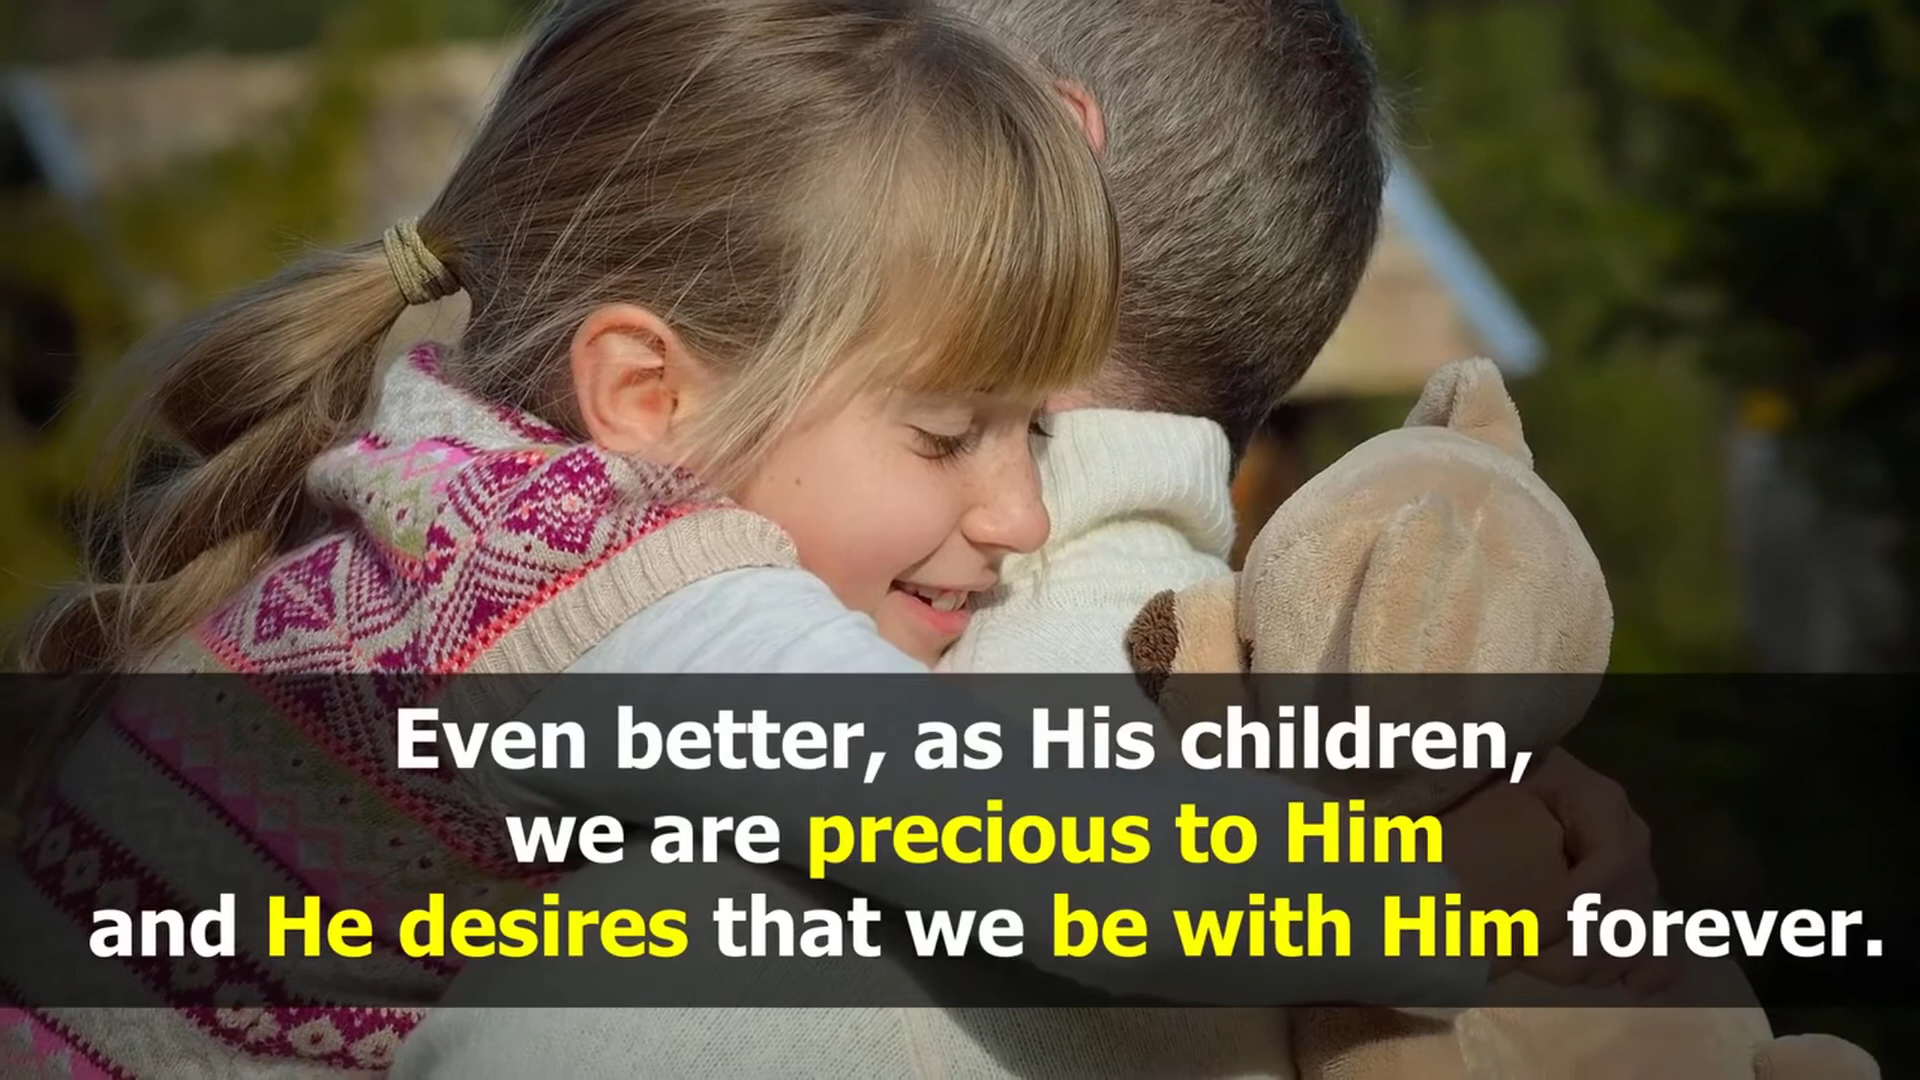 Even better, as His children,
we are precious to Him
and He desires that we be with Him forever.